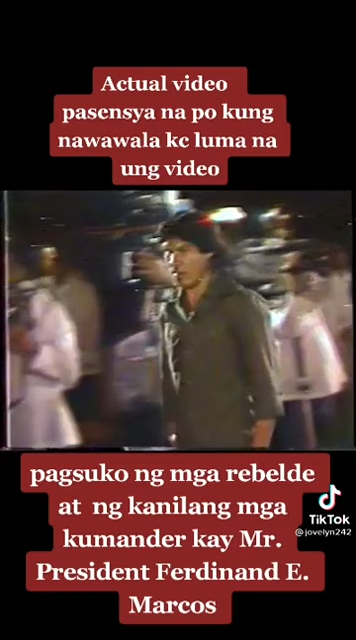 Actual video
pasensya na po kung
nawawala kc luma na
ung video
pagsuko ng mga rebelde
at ng kanilang mga
kumander kay Mr.
President Ferdinand E.
Marcos
TikTok
@jovelyn242